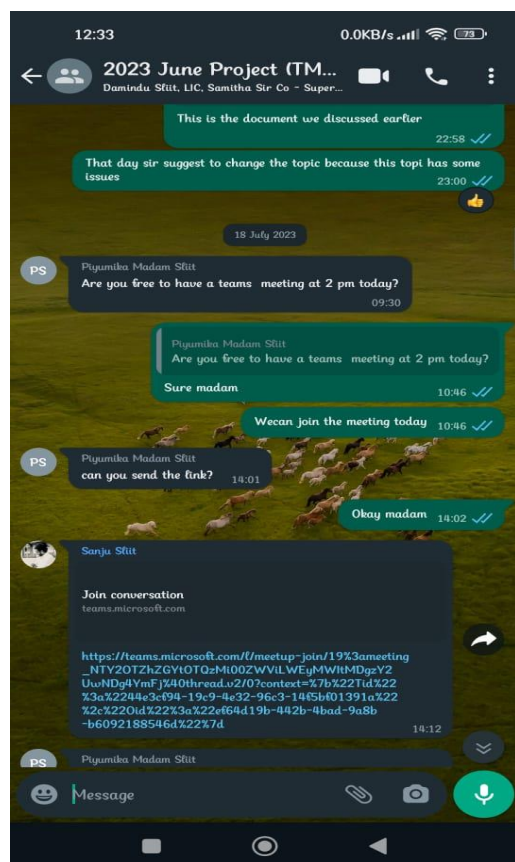 12:33
0.0KB/s
73
2023 June Project (TM...
Damindu Sliit, LIC, Samitha Sir Co - Super...
This is the document we discussed earlier
22:58
That day sir suggest to change the topic because this topi has some
issues
23:00
18 July 2023
PS
Piyumika Madam Sliit
Are you free to have a teams meeting at 2 pm today?
09:30
Piyumika Madam Sliit
Are you free to have a teams meeting at 2 pm today?
Sure madam
10:46
Wecan join the meeting today
10:46
PS
Piyumika Madam Sliit
can you send the link?
14:01
Okay madam
14:02
Sanju Sliit
Join conversation
teams.microsoft.com
https://teams.microsoft.com/l/meetup-join/19%3ameeting
_NTY2OTZhZGYtOTQzMi00ZWViLWEyMWItMDgzY2
UwNDg4YmFj%40thread.v2/0?context=%7b%22Tid%22
%3a%2244e3cf94-19c9-4e32-96c3-14f5bf01391a%22
%2c%22Oid%22%3a%22ef64d19b-442b-4bad-9a8b
-b6092188546d%22%7d
14:12
PS
Piyumika Madam Sliit
Message